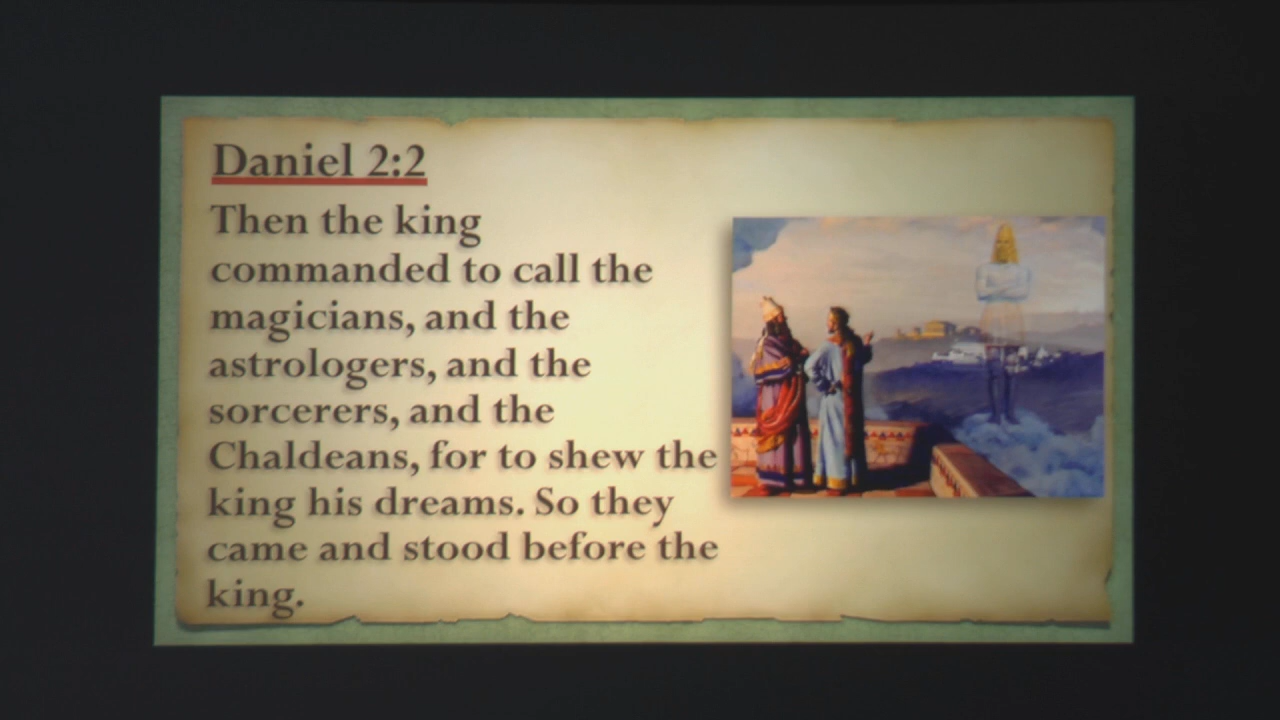 Daniel 2:2
Then the king
commanded to call the
magicians, and the
astrologers, and the
sorcerers, and the
Chaldeans, for to shew the
king his dreams. So they
came and stood before the
king.